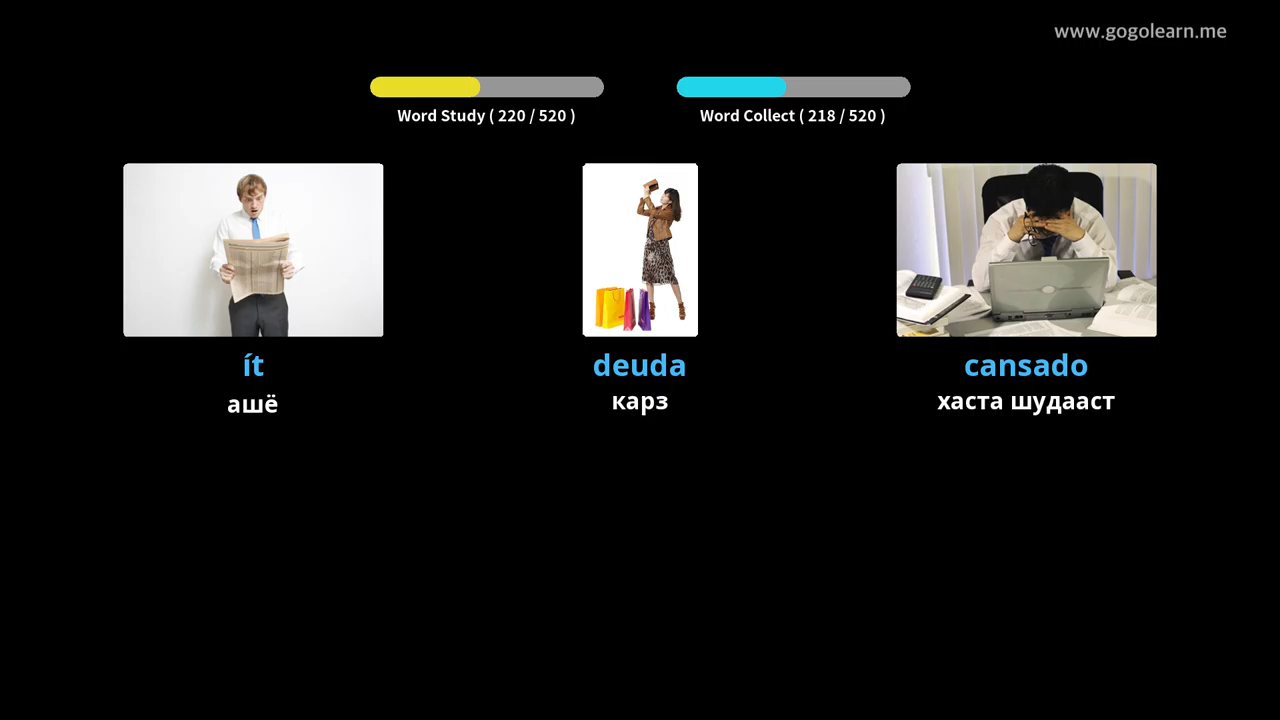 www.gogolearn.me
Word Study ( 220 / 520 )
Word Collect ( 218 / 520 )
ít
deuda
cansado
ашё
карз
хаста шудааст